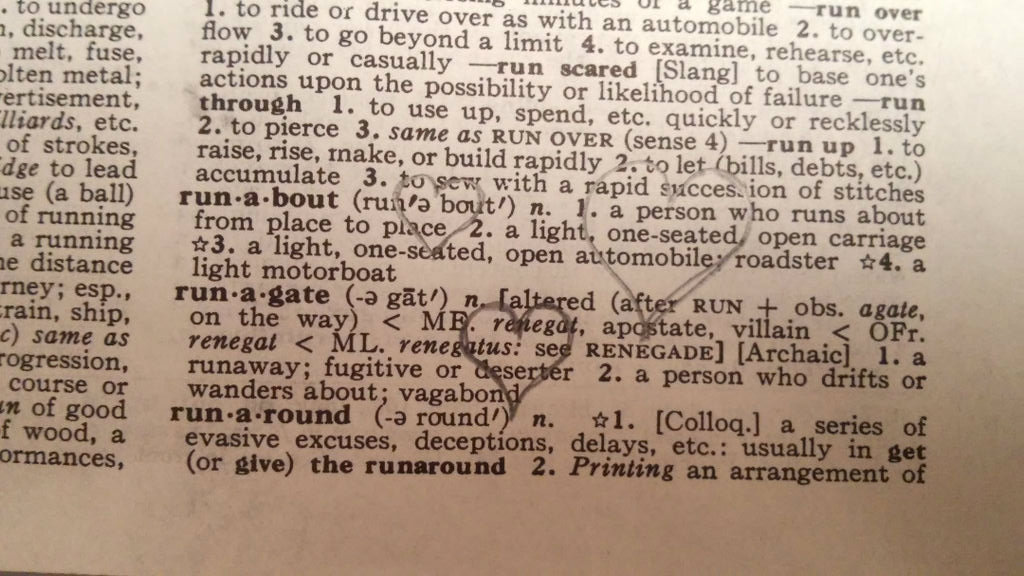 . to undergo
, discharge,
melt, fuse,
olten metal;
vertisement,
lliards, etc.
of strokes,
dge to lead
use (a ball)
of running
a running
ne distance
rney; esp.,
rain, ship,
c) same as
rogression,
course or
un of good
f wood, a
ormances,
minutes of a game —run over
1. to ride or drive over as with an automobile 2. to over-
flow 3. to go beyond a limit 4. to examine, rehearse, etc.
rapidly or casually —run scared [Slang] to base one's
actions upon the possibility or likelihood of failure —run
through 1. to use up, spend, etc. quickly or recklessly
2. to pierce 3. same as RUN OVER (sense 4) —run up 1. to
raise, rise, make, or build rapidly 2. to let (bills, debts, etc.)
accumulate 3. to sew with a rapid succession of stitches
run·a·bout (run′ə bout′) n. 1. a person who runs about
from place to place 2. a light, one-seated, open carriage
☆3. a light, one-seated, open automobile; roadster ☆4. a
light motorboat
run·a·gate (-ə gāt′) n. [altered (after RUN + obs. agate,
on the way) < ME. renegat, apostate, villain < OFr.
renegat < ML. renegatus: see RENEGADE] [Archaic] 1. a
runaway; fugitive or deserter 2. a person who drifts or
wanders about; vagabond
run·a·round (-ə round′) n. ☆1. [Colloq.] a series of
evasive excuses, deceptions, delays, etc.: usually in get
(or give) the runaround 2. Printing an arrangement of